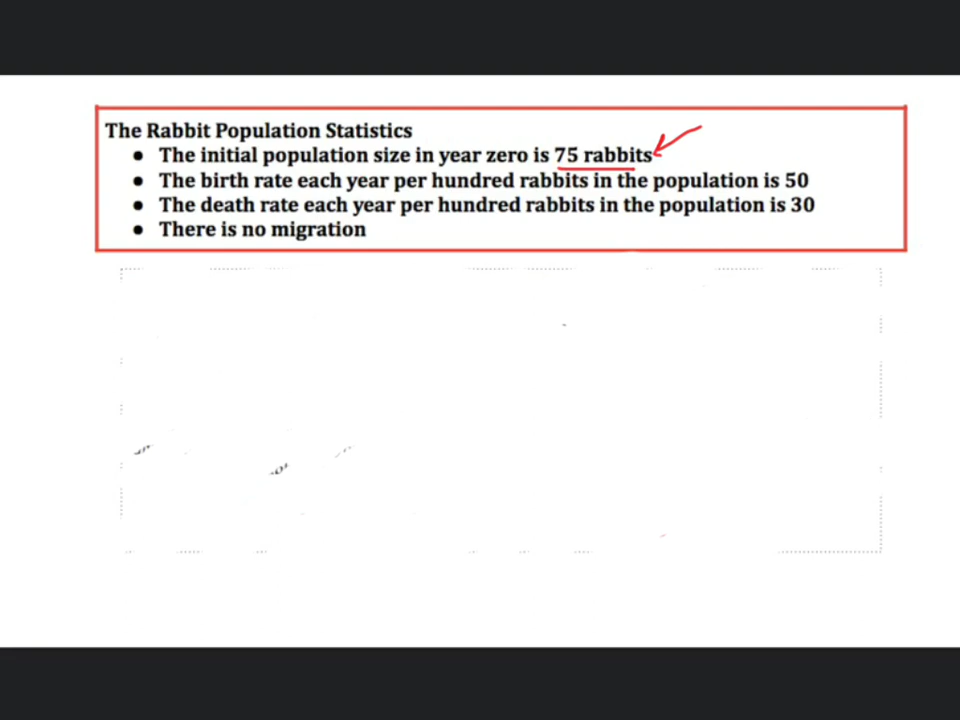 The Rabbit Population Statistics
• The initial population size in year zero is 75 rabbits
• The birth rate each year per hundred rabbits in the population is 50
• The death rate each year per hundred rabbits in the population is 30
• There is no migration